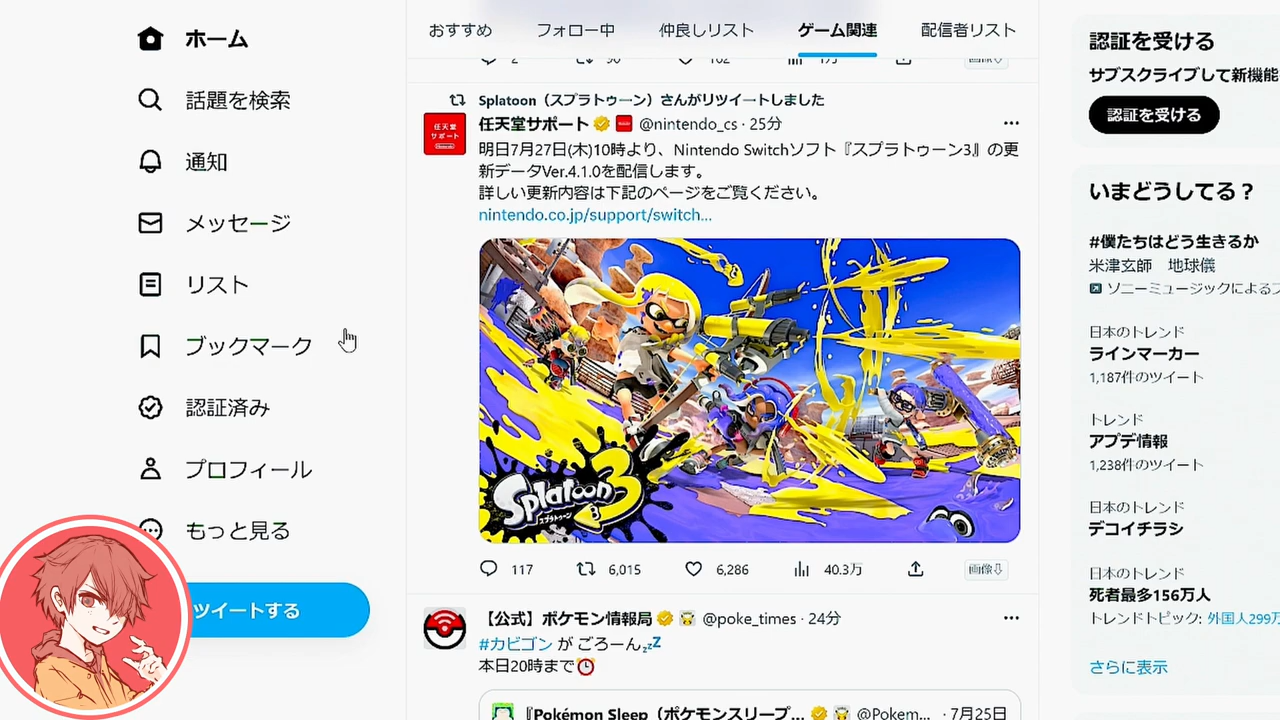 ホーム
話題を検索
通知
メッセージ
リスト
ブックマーク
認証済み
プロフィール
もっと見る
ツイートする
おすすめ
フォロー中
仲良しリスト
ゲーム関連
配信者リスト
Splatoon（スプラトゥーン）さんがリツイートしました
任天堂
サポート
任天堂サポート @nintendo_cs · 25分
明日7月27日(木)10時より、Nintendo Switchソフト『スプラトゥーン3』の更
新データVer.4.1.0を配信します。
詳しい更新内容は下記のページをご覧ください。
nintendo.co.jp/support/switch…
Splatoon 3
スプラトゥーン3
117 6,015 6,286 40.3万 画像⇩
【公式】ポケモン情報局 @poke_times · 24分
#カビゴン が ごろーん💤
本日20時まで⏰
『Pokémon Sleep（ポケモンスリープ... @Pokem... · 7月25日
認証を受ける
サブスクライブして新機能
認証を受ける
いまどうしてる？
#僕たちはどう生きるか
米津玄師　地球儀
ソニーミュージックによるプ
日本のトレンド
ラインマーカー
1,187件のツイート
トレンド
アプデ情報
1,238件のツイート
日本のトレンド
デコイチラシ
日本のトレンド
死者最多156万人
トレンドトピック: 外国人299万
さらに表示